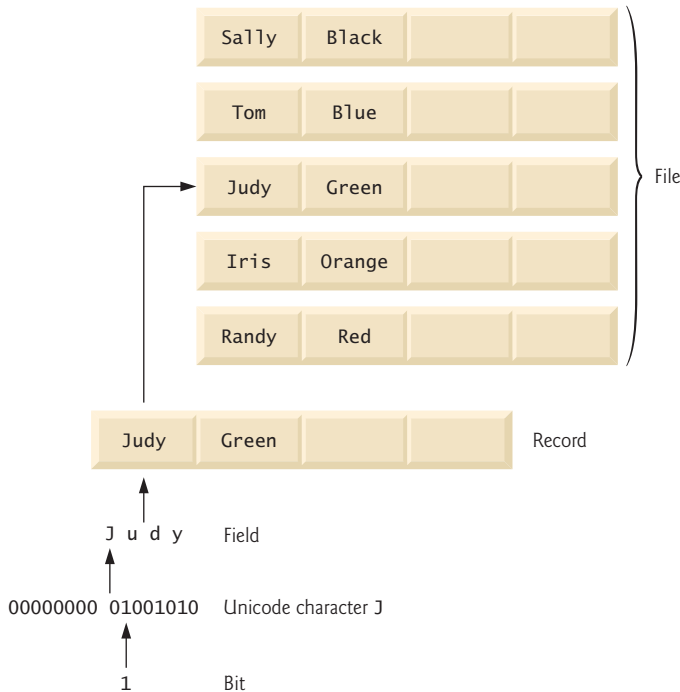 Sally Black
Tom Blue
Judy Green
File
Iris Orange
Randy Red
Judy Green Record
J u d y Field
00000000 01001010 Unicode character J
1 Bit